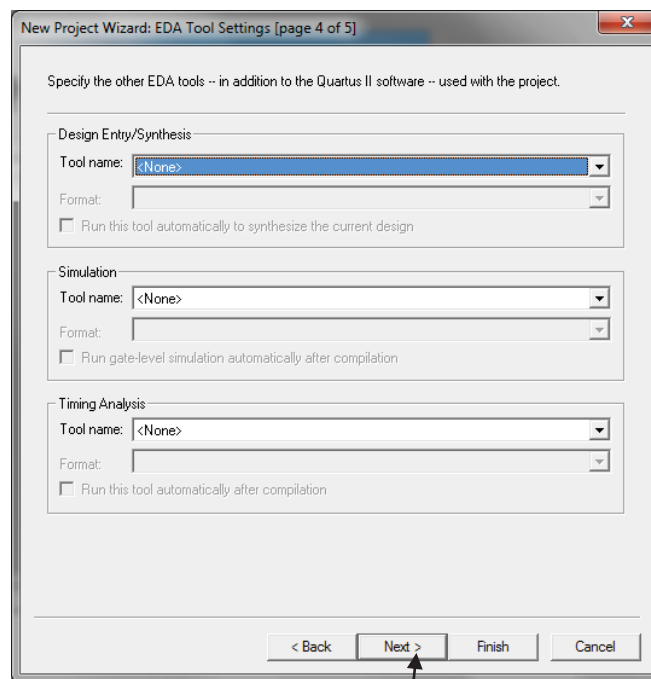 New Project Wizard: EDA Tool Settings [page 4 of 5]
Specify the other EDA tools -- in addition to the Quartus II software -- used with the project.
Design Entry/Synthesis
Tool name: <None>
Format:
Run this tool automatically to synthesize the current design
Simulation
Tool name: <None>
Format:
Run gate-level simulation automatically after compilation
Timing Analysis
Tool name: <None>
Format:
Run this tool automatically after compilation
< Back Next > Finish Cancel